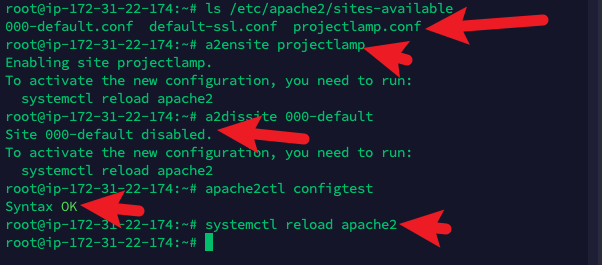 root@ip-172-31-22-174:~# ls /etc/apache2/sites-available
000-default.conf  default-ssl.conf  projectlamp.conf
root@ip-172-31-22-174:~# a2ensite projectlamp
Enabling site projectlamp.
To activate the new configuration, you need to run:
  systemctl reload apache2
root@ip-172-31-22-174:~# a2dissite 000-default
Site 000-default disabled.
To activate the new configuration, you need to run:
  systemctl reload apache2
root@ip-172-31-22-174:~# apache2ctl configtest
Syntax OK
root@ip-172-31-22-174:~# systemctl reload apache2
root@ip-172-31-22-174:~#